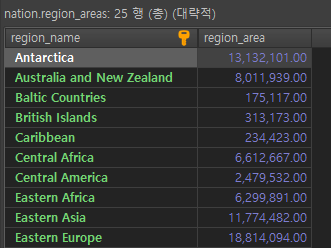 nation.region_areas: 25 행 (총) (대략적)
region_name region_area
Antarctica 13,132,101.00
Australia and New Zealand 8,011,939.00
Baltic Countries 175,117.00
British Islands 313,173.00
Caribbean 234,423.00
Central Africa 6,612,667.00
Central America 2,479,532.00
Eastern Africa 6,299,891.00
Eastern Asia 11,774,482.00
Eastern Europe 18,814,094.00